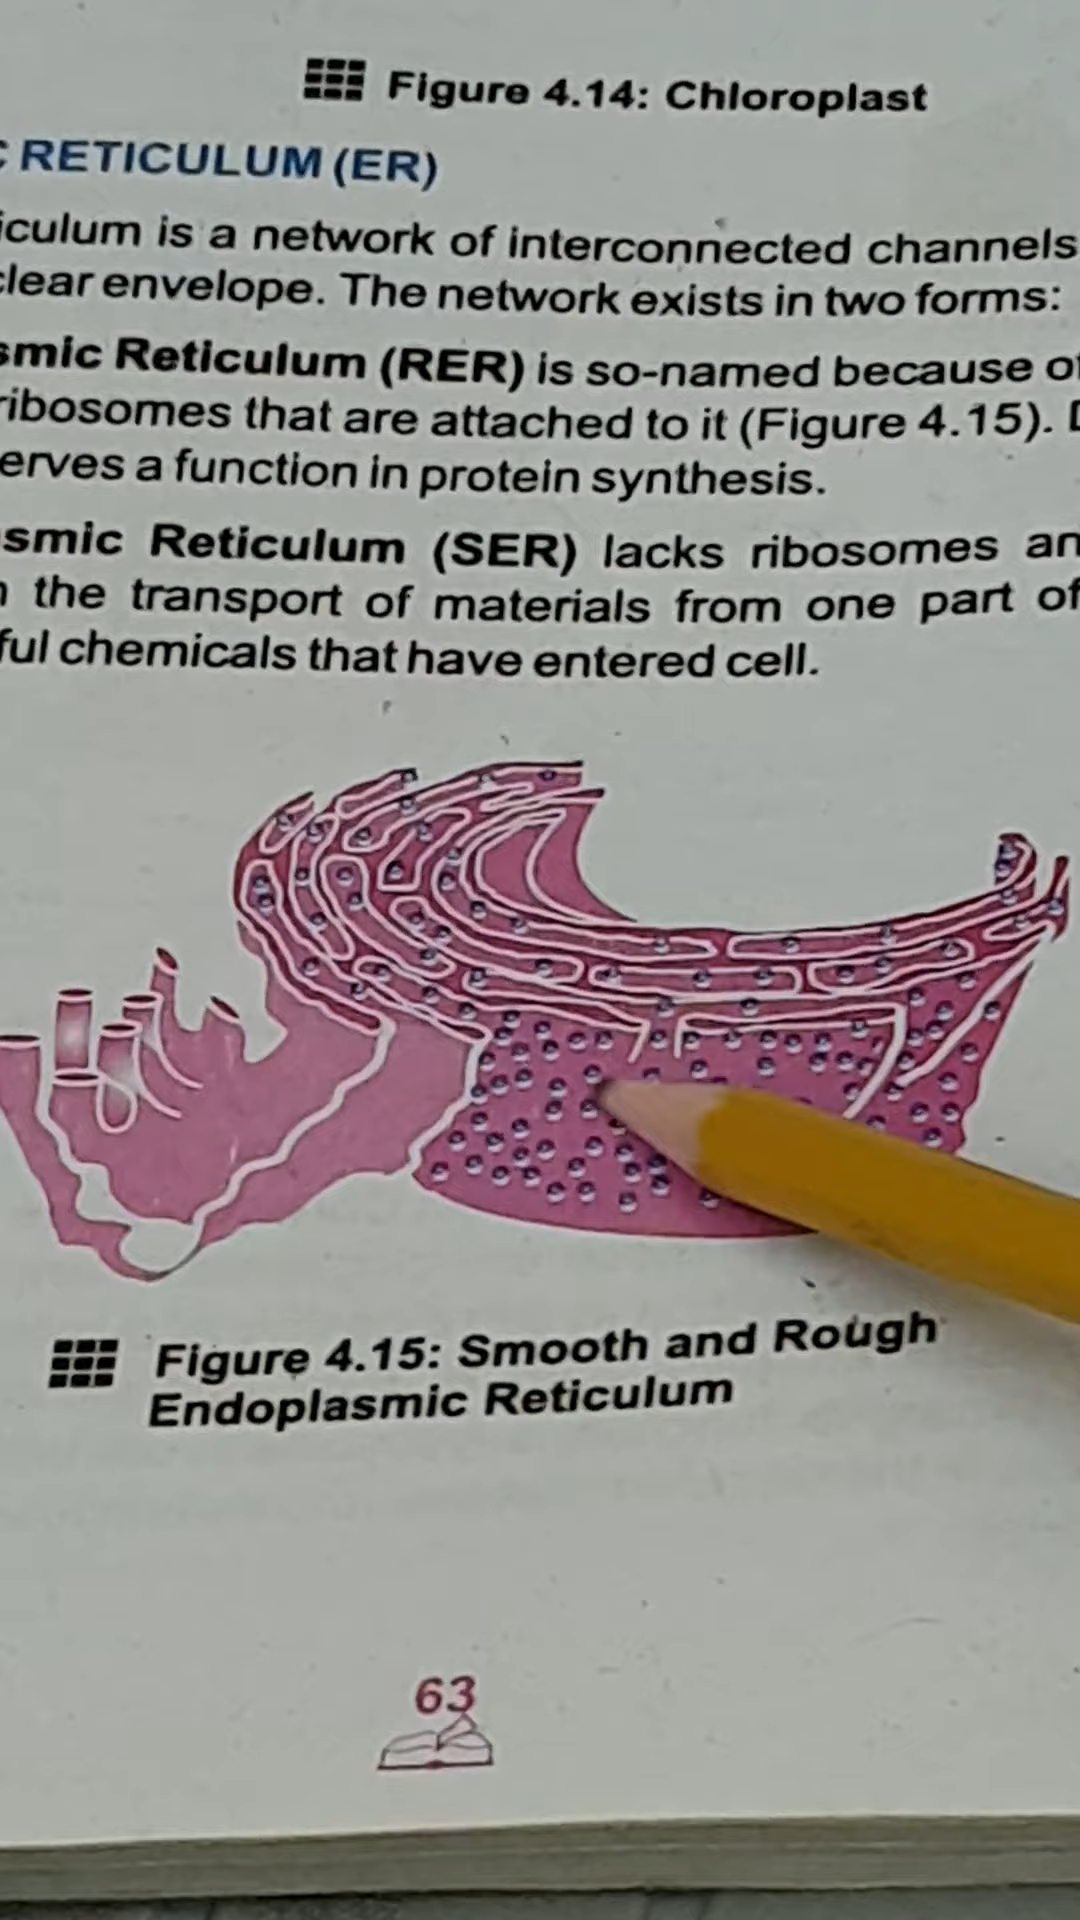 Figure 4.14: Chloroplast
RETICULUM (ER)
iculum is a network of interconnected channels
clear envelope. The network exists in two forms:
smic Reticulum (RER) is so-named because of
ribosomes that are attached to it (Figure 4.15).
erves a function in protein synthesis.
smic Reticulum (SER) lacks ribosomes an
the transport of materials from one part of
ful chemicals that have entered cell.
Figure 4.15: Smooth and Rough
Endoplasmic Reticulum
63